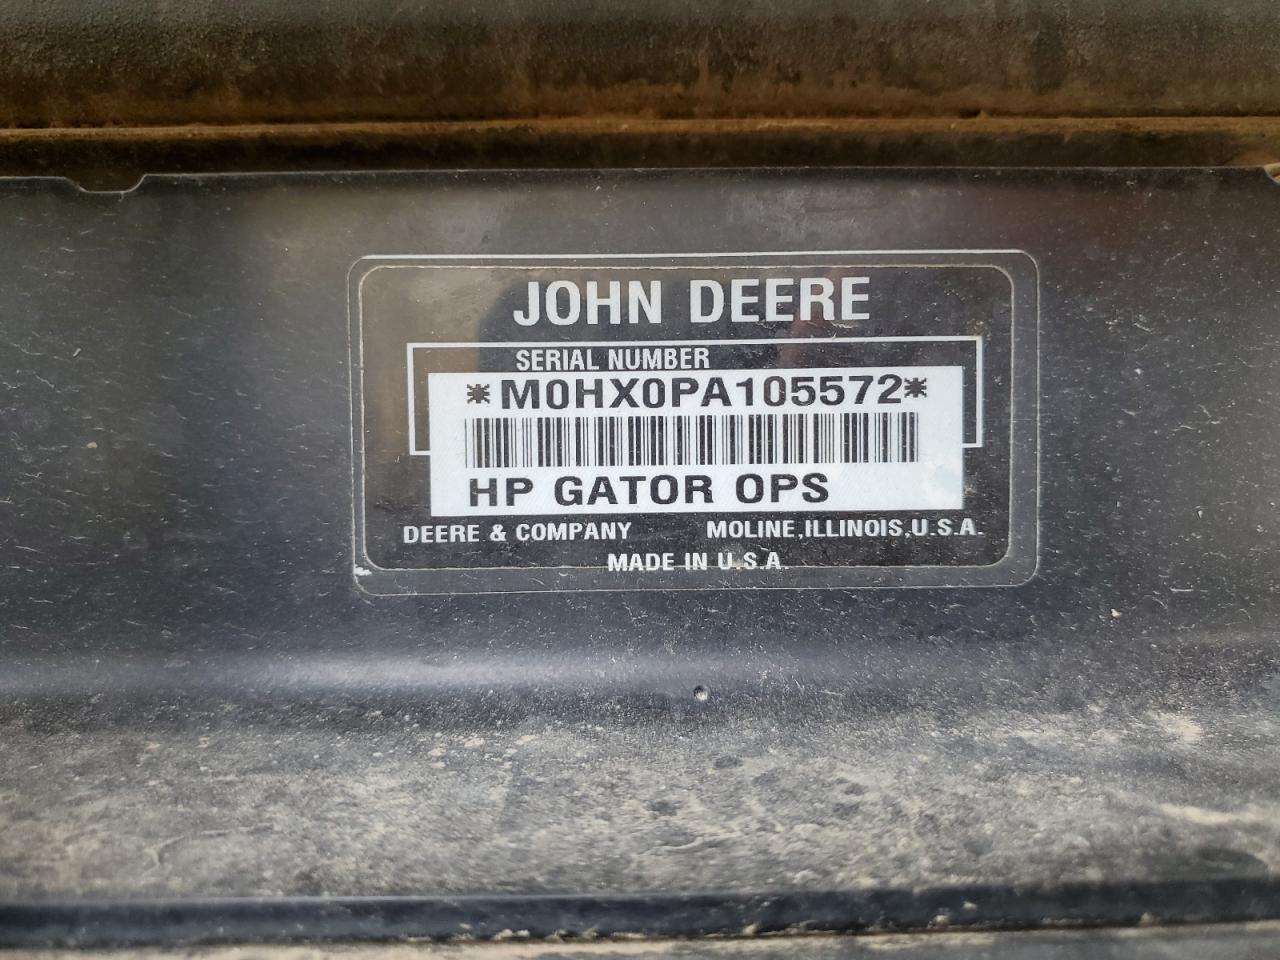 JOHN DEERE
SERIAL NUMBER
*M0HX0PA105572*
HP GATOR OPS
DEERE & COMPANY MOLINE, ILLINOIS, U.S.A.
MADE IN U.S.A.